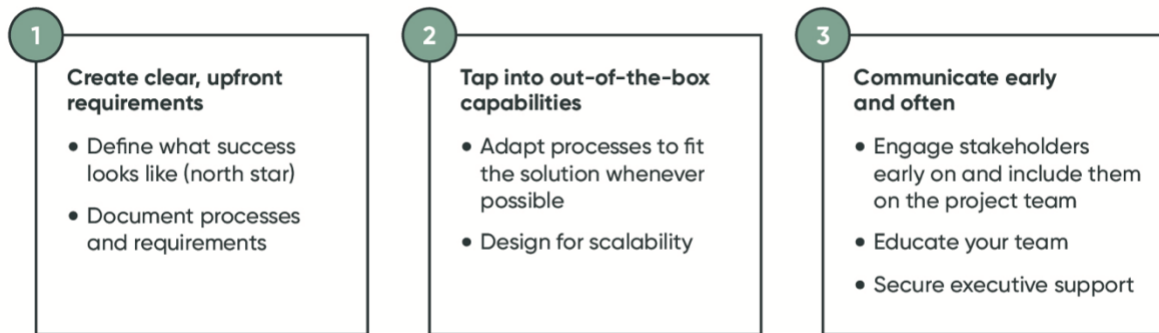 1
Create clear, upfront
requirements
• Define what success
looks like (north star)
• Document processes
and requirements
2
Tap into out-of-the-box
capabilities
• Adapt processes to fit
the solution whenever
possible
• Design for scalability
3
Communicate early
and often
• Engage stakeholders
early on and include them
on the project team
• Educate your team
• Secure executive support